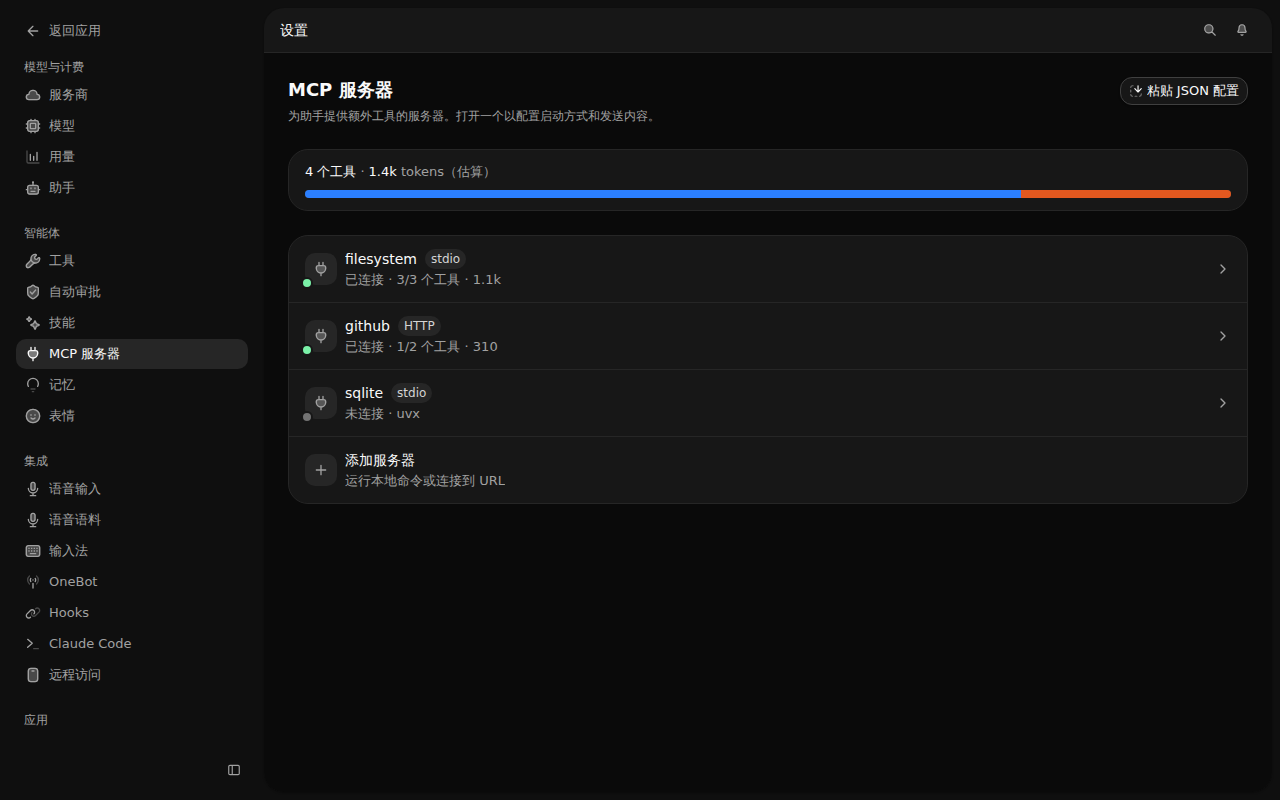 返回应用
模型与计费
服务商
模型
用量
助手
智能体
工具
自动审批
技能
MCP 服务器
记忆
表情
集成
语音输入
语音语料
输入法
OneBot
Hooks
Claude Code
远程访问
应用
设置
MCP 服务器
粘贴 JSON 配置
为助手提供额外工具的服务器。打开一个以配置启动方式和发送内容。
4 个工具 · 1.4k tokens（估算）
filesystem stdio
已连接 · 3/3 个工具 · 1.1k
github HTTP
已连接 · 1/2 个工具 · 310
sqlite stdio
未连接 · uvx
添加服务器
运行本地命令或连接到 URL